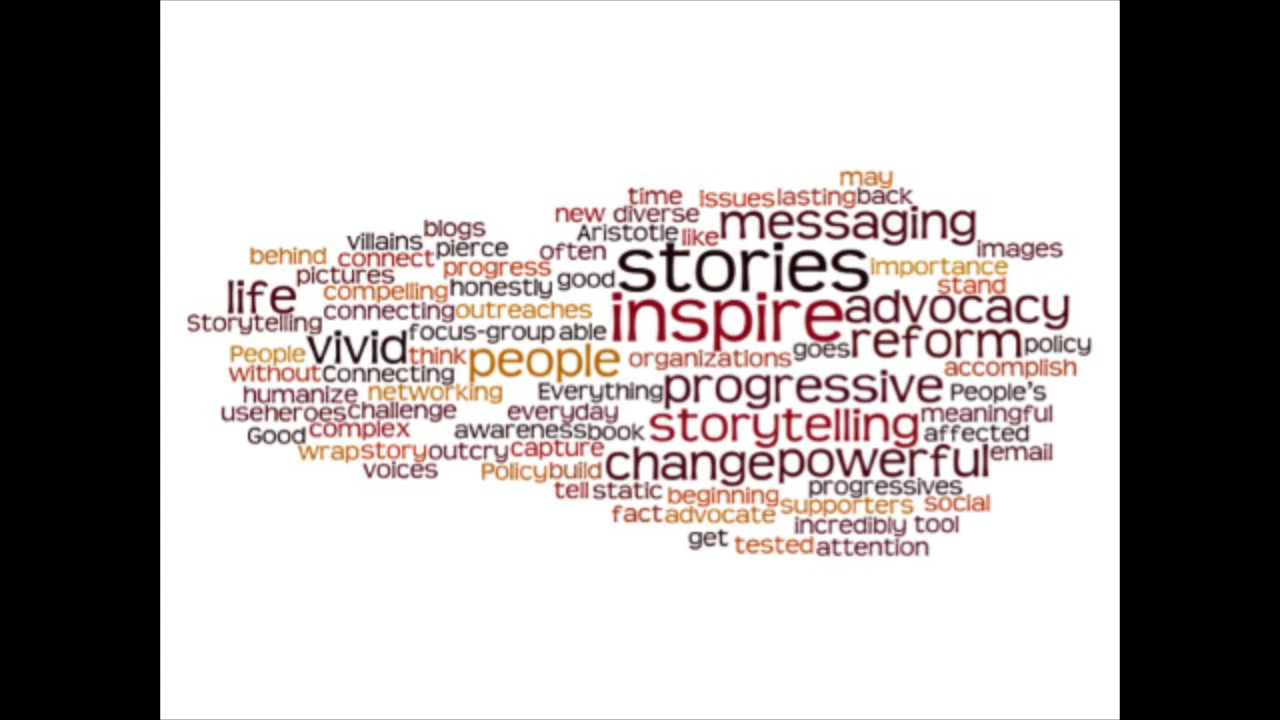 may
time issues lasting back
new diverse messaging
blogs Aristotle like
villains pierce often images
behind connect stories importance
pictures progress good stand
life compelling honestly inspire advocacy
Storytelling connecting outreaches
vivid focus-group able reform policy
People think people organizations goes
without Connecting accomplish
humanize networking Everything progressive People's
use heroes challenge everyday storytelling meaningful
Good complex awareness book affected
wrap story outcry capture change powerful email
voices Policy build
tell static beginning progressives
fact advocate supporters social
incredibly tool
get tested attention